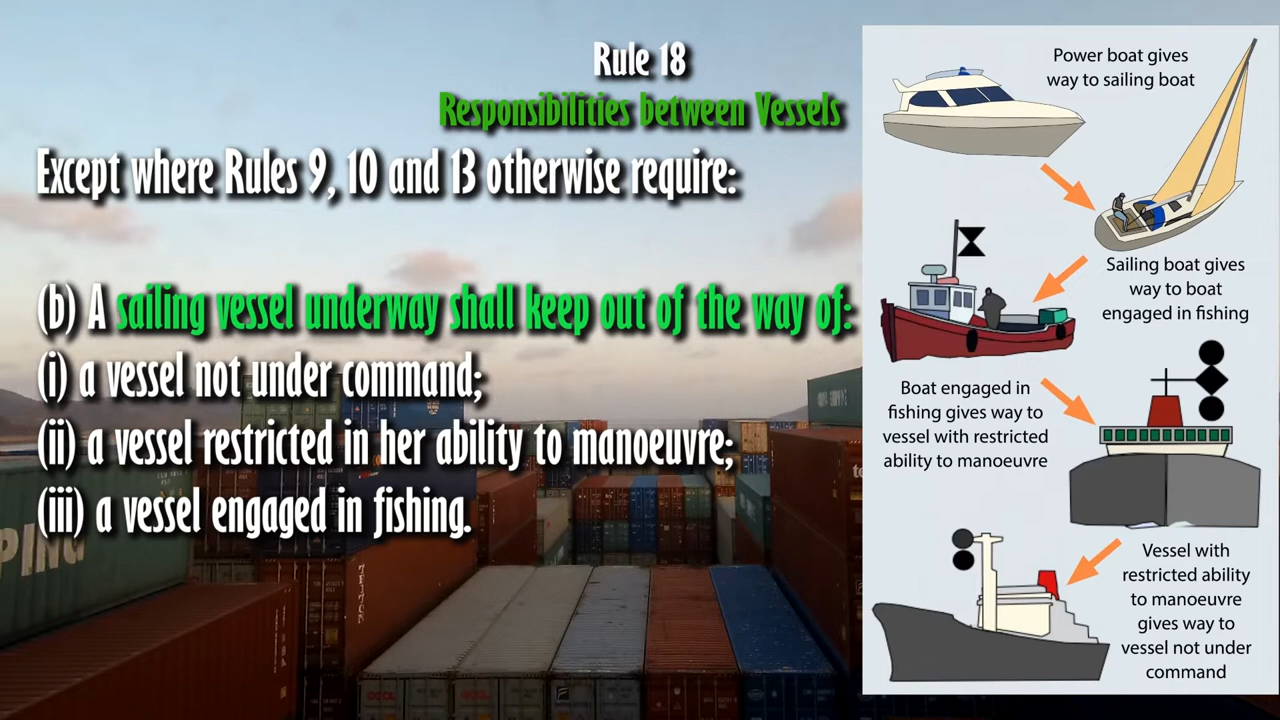 Rule 18
Responsibilities between Vessels
Except where Rules 9, 10 and 13 otherwise require:
(b) A sailing vessel underway shall keep out of the way of:
(i) a vessel not under command;
(ii) a vessel restricted in her ability to manoeuvre;
(iii) a vessel engaged in fishing.
Power boat gives
way to sailing boat
Sailing boat gives
way to boat
engaged in fishing
Boat engaged in
fishing gives way to
vessel with restricted
ability to manoeuvre
Vessel with
restricted ability
to manoeuvre
gives way to
vessel not under
command